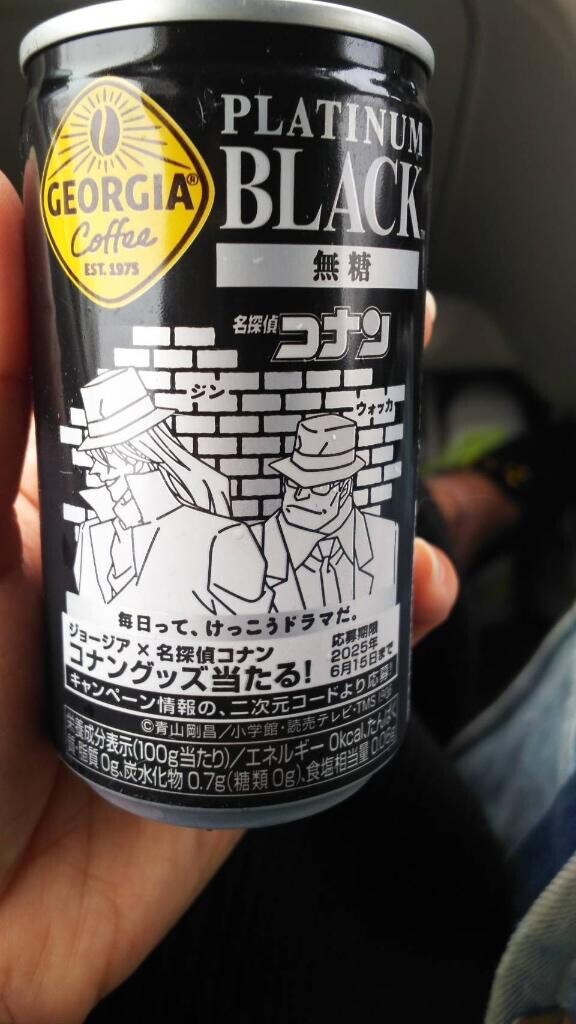 GEORGIA®
Coffee
EST. 1975
PLATINUM
BLACK™
無糖
名探偵
コナン
ジン
ウォッカ
毎日って、けっこうドラマだ。
ジョージア × 名探偵コナン
コナングッズ当たる!
応募期限
2025年
6月15日まで
キャンペーン情報の、二次元コードより応募!
©青山剛昌/小学館・読売テレビ・TMS
栄養成分表示(100g当たり)/エネルギー 0kcal、たんぱく
質・脂質 0g、炭水化物 0.7g(糖類 0g)、食塩相当量